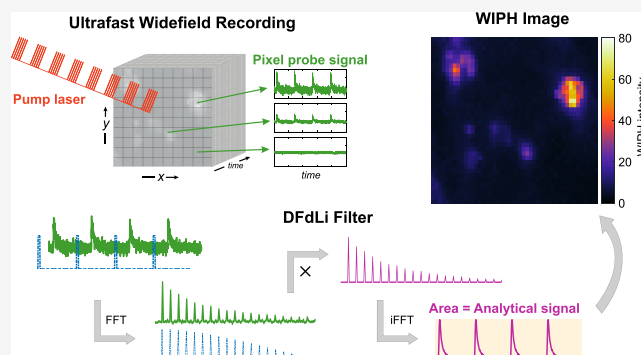 Ultrafast Widefield Recording
WIPH Image
Pixel probe signal
Pump laser
y
x
time
time
80
60
40
20
0
WIPH intensity
DFdLi Filter
×
FFT
iFFT
Area = Analytical signal